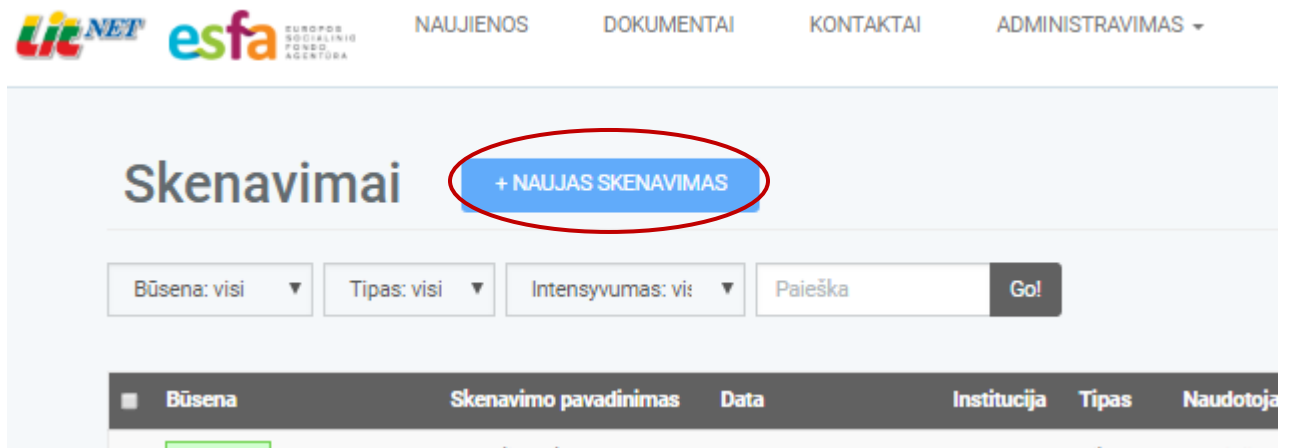 LitNET esfa EUROPOS SOCIALINIO FONDO AGENTŪRA NAUJIENOS DOKUMENTAI KONTAKTAI ADMINISTRAVIMAS
Skenavimai + NAUJAS SKENAVIMAS
Būsena: visi Tipas: visi Intensyvumas: vis Paieška Go!
Būsena Skenavimo pavadinimas Data Institucija Tipas Naudotoja